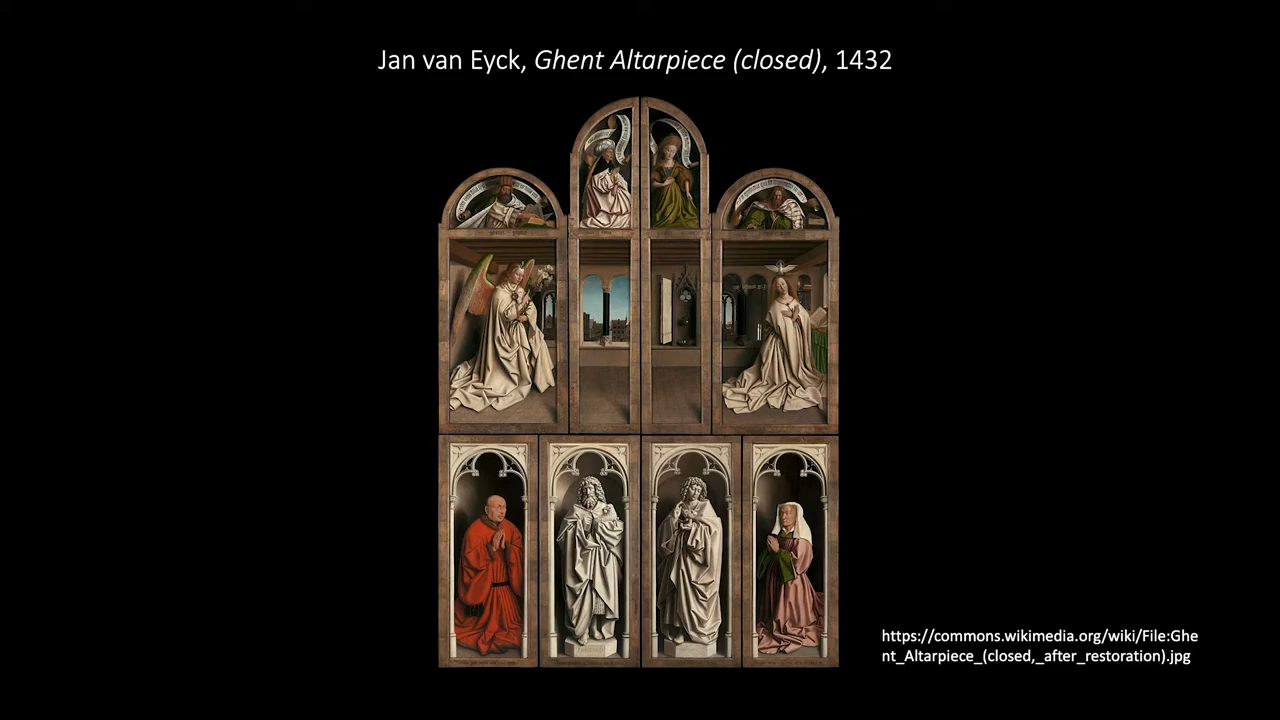 Jan van Eyck, Ghent Altarpiece (closed), 1432
https://commons.wikimedia.org/wiki/File:Ghe
nt_Altarpiece_(closed,_after_restoration).jpg